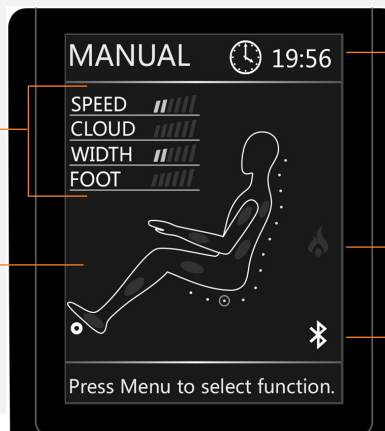 MANUAL 19:56
SPEED
CLOUD
WIDTH
FOOT
Press Menu to select function.